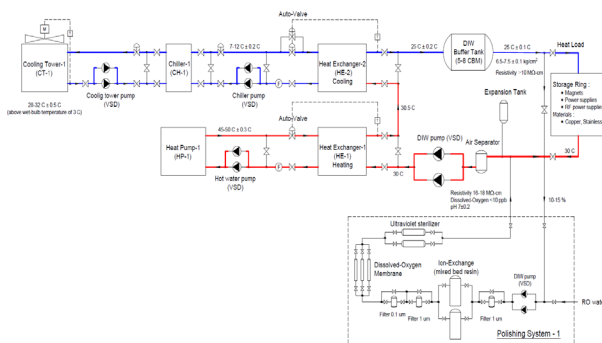 Auto-Valve
M
Cooling Tower-1
(CT-1)
28-32 C ± 0.5 C
(above wet-bulb temperature of 3 C)
Coolig tower pump
(VSD)
Chiller-1
(CH-1)
7-12 C ± 0.2 C
Chiller pump
(VSD)
Heat Exchanger-2
(HE-2)
Cooling
25 C ± 0.2 C
DIW
Buffer Tank
(5-8 CBM)
25 C ± 0.1 C
6.5-7.5 ± 0.1 kg/cm²
Resistivity ~10 MΩ-cm
Heat Load
Storage Ring :
• Magnets
• Power supplies
• RF power supplies
Materials :
• Copper, Stainless
Expansion Tank
30.5 C
45-50 C ± 0.3 C
Auto-Valve
Heat Pump-1
(HP-1)
Hot water pump
(VSD)
Heat Exchanger-1
(HE-1)
Heating
30 C
DIW pump (VSD)
Air Separator
30 C
Resistivity 16-18 MΩ-cm
Dissolved-Oxygen <10 ppb
pH 7±0.2
10-15 %
Ultraviolet sterilizer
Dissolved-Oxygen
Membrane
Ion-Exchange
(mixed bed resin)
DIW pump
(VSD)
RO wate
Filter 0.1 um
Filter 1 um
Filter 1 um
Polishing System - 1